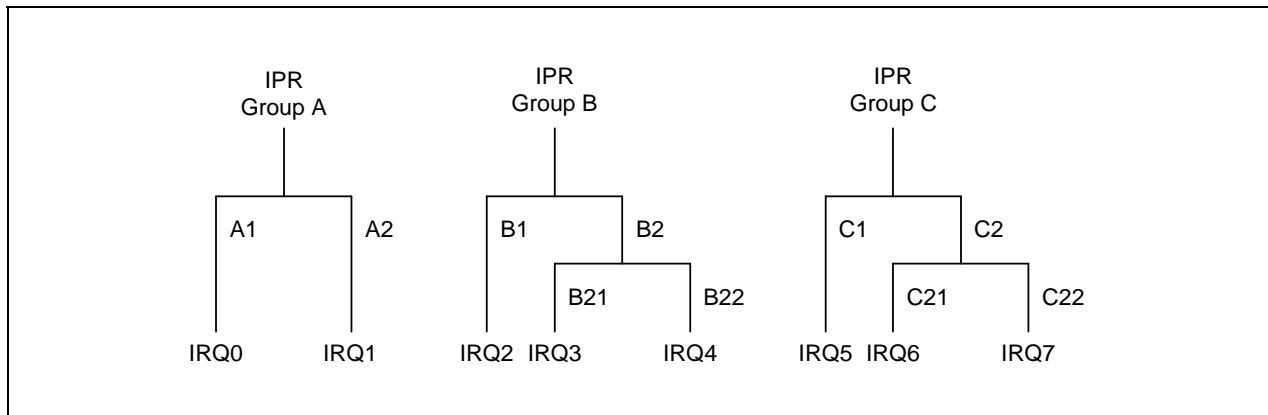 IPR
Group A
IPR
Group B
IPR
Group C
A1
A2
B1
B2
C1
C2
B21
B22
C21
C22
IRQ0
IRQ1
IRQ2
IRQ3
IRQ4
IRQ5
IRQ6
IRQ7